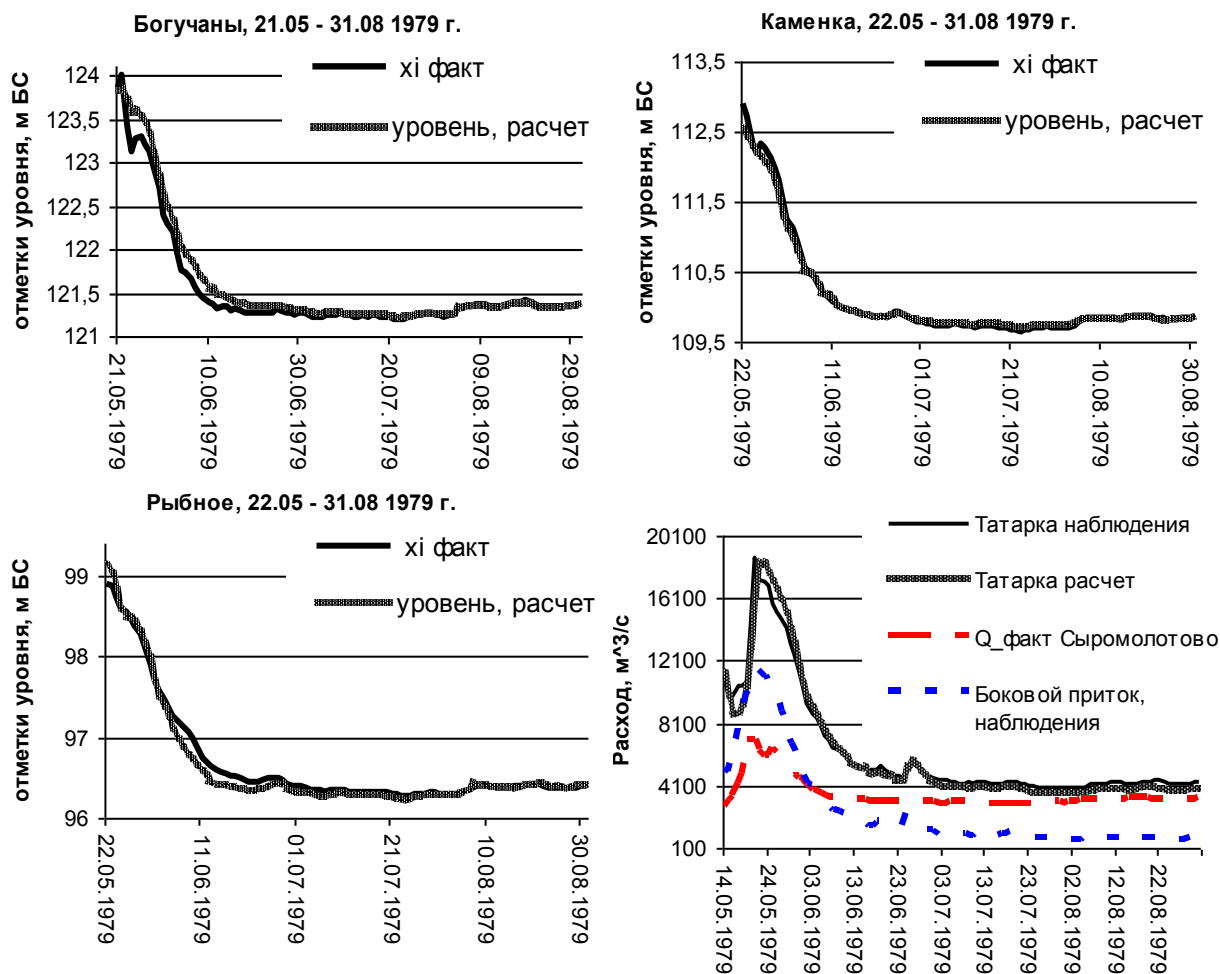 Богучаны, 21.05 - 31.08 1979 г.
xi факт
уровень, расчет
отметки уровня, м БС
124
123,5
123
122,5
122
121,5
121
21.05.1979
10.06.1979
30.06.1979
20.07.1979
09.08.1979
29.08.1979
Каменка, 22.05 - 31.08 1979 г.
xi факт
уровень, расчет
отметки уровня, м БС
113,5
112,5
111,5
110,5
109,5
22.05.1979
11.06.1979
01.07.1979
21.07.1979
10.08.1979
30.08.1979
Рыбное, 22.05 - 31.08 1979 г.
xi факт
уровень, расчет
отметки уровня, м БС
99
98
97
96
22.05.1979
11.06.1979
01.07.1979
21.07.1979
10.08.1979
30.08.1979
Татарка наблюдения
Татарка расчет
Q_факт Сыромолотово
Боковой приток,
наблюдения
Расход, м^3/с
20100
16100
12100
8100
4100
100
14.05.1979
24.05.1979
03.06.1979
13.06.1979
23.06.1979
03.07.1979
13.07.1979
23.07.1979
02.08.1979
12.08.1979
22.08.1979